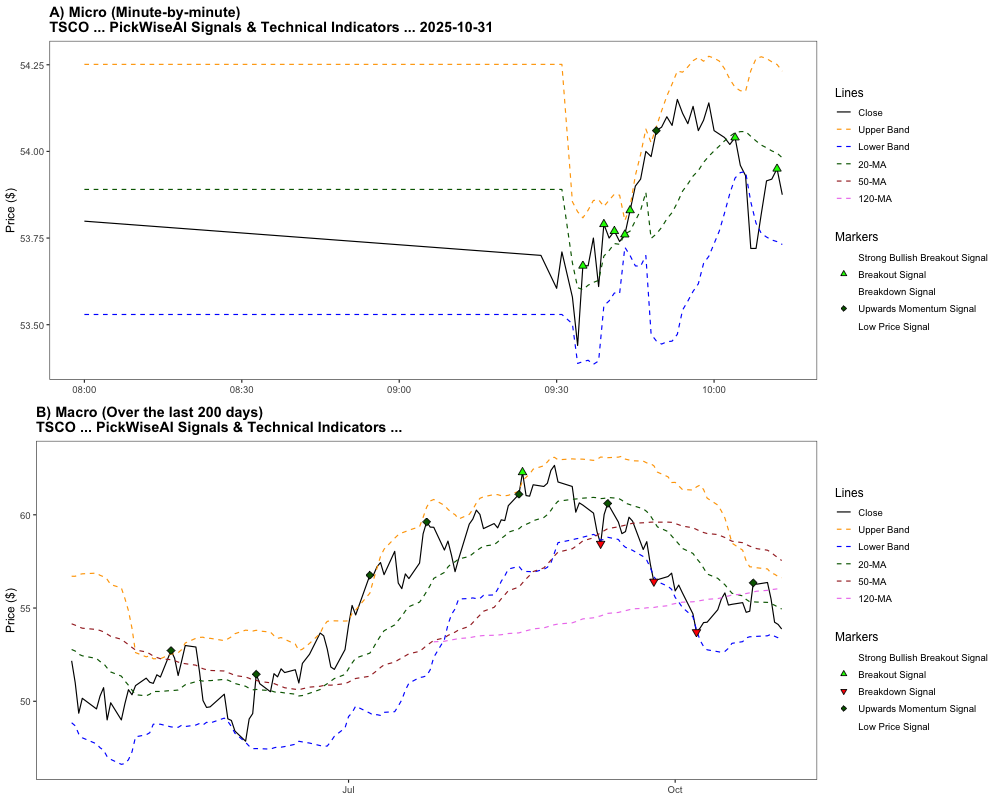 A) Micro (Minute-by-minute)
TSCO ... PickWiseAI Signals & Technical Indicators ... 2025-10-31
Price ($)
54.25
54.00
53.75
53.50
08:00
08:30
09:00
09:30
10:00
Lines
Close
Upper Band
Lower Band
20-MA
50-MA
120-MA
Markers
Strong Bullish Breakout Signal
Breakout Signal
Breakdown Signal
Upwards Momentum Signal
Low Price Signal
B) Macro (Over the last 200 days)
TSCO ... PickWiseAI Signals & Technical Indicators ...
Price ($)
60
55
50
Jul
Oct
Lines
Close
Upper Band
Lower Band
20-MA
50-MA
120-MA
Markers
Strong Bullish Breakout Signal
Breakout Signal
Breakdown Signal
Upwards Momentum Signal
Low Price Signal